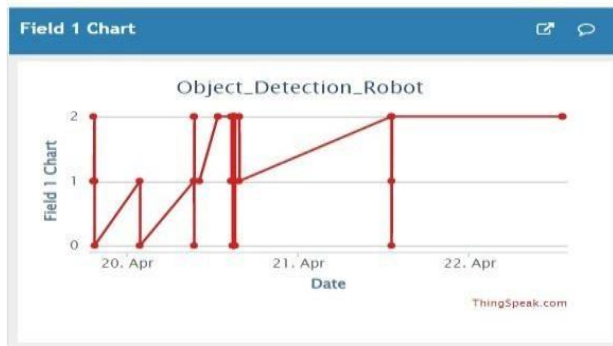 Field 1 Chart
Object_Detection_Robot
Field 1 Chart
2
1
0
20. Apr 21. Apr 22. Apr
Date
ThingSpeak.com